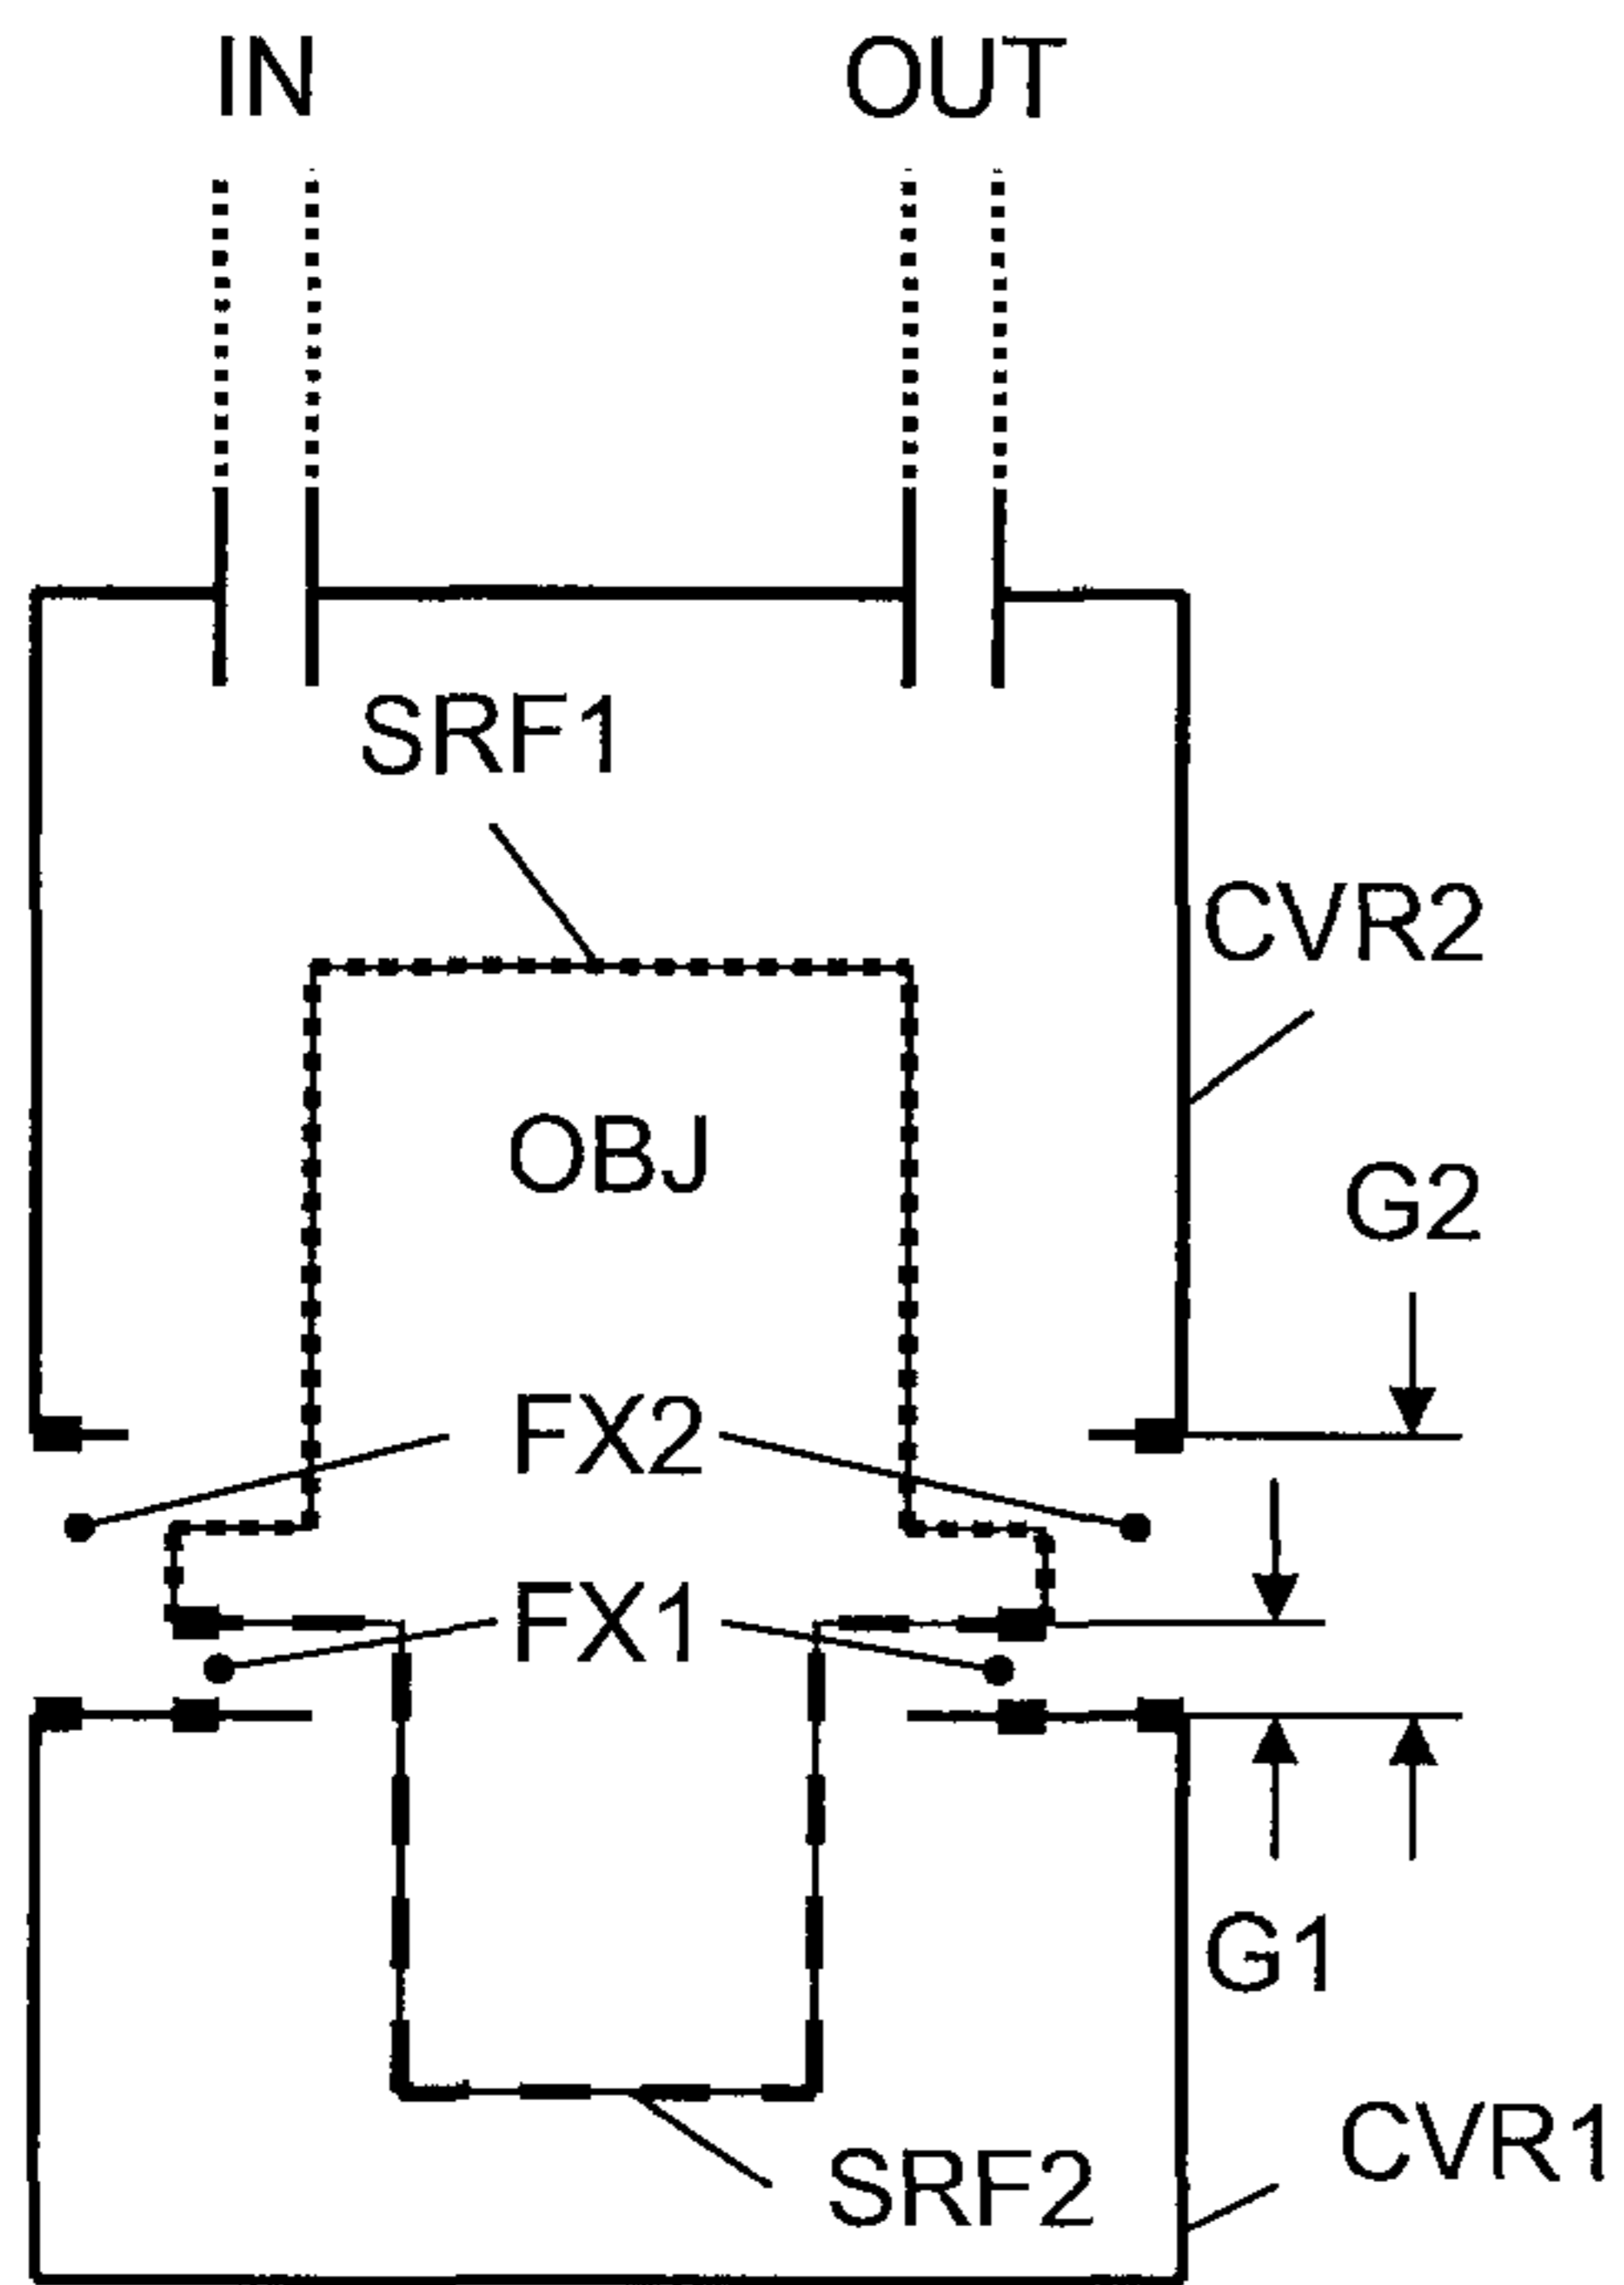 IN OUT
SRF1
CVR2
OBJ
G2
FX2
FX1
G1
CVR1
SRF2